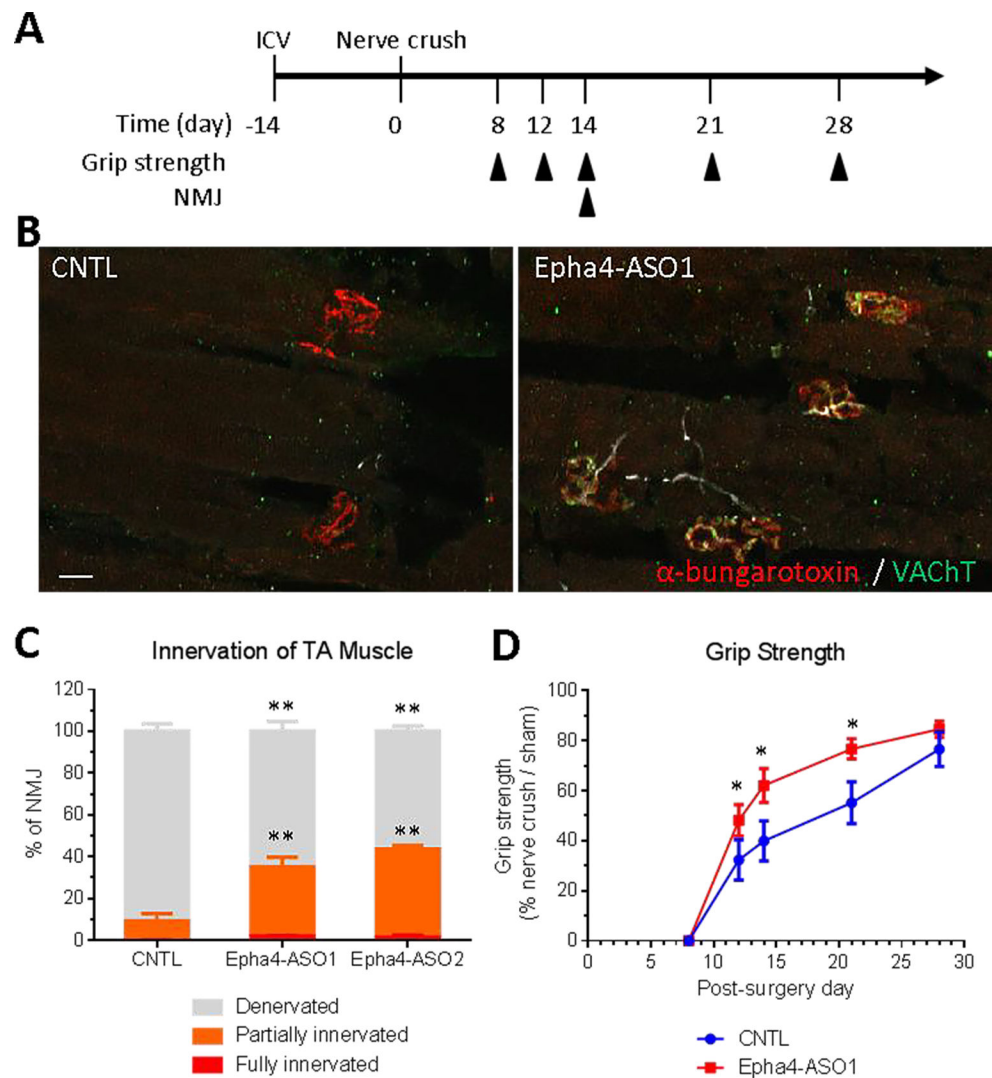 A
ICV Nerve crush
Time (day) -14 0 8 12 14 21 28
Grip strength
NMJ
B
CNTL
Epha4-ASO1
α-bungarotoxin / VAChT
C
Innervation of TA Muscle
% of NMJ
120
100
80
60
40
20
0
** **
** **
CNTL Epha4-ASO1 Epha4-ASO2
Denervated
Partially innervated
Fully innervated
D
Grip Strength
Grip strength
(% nerve crush / sham)
100
80
60
40
20
0
* * *
0 5 10 15 20 25 30
Post-surgery day
CNTL
Epha4-ASO1